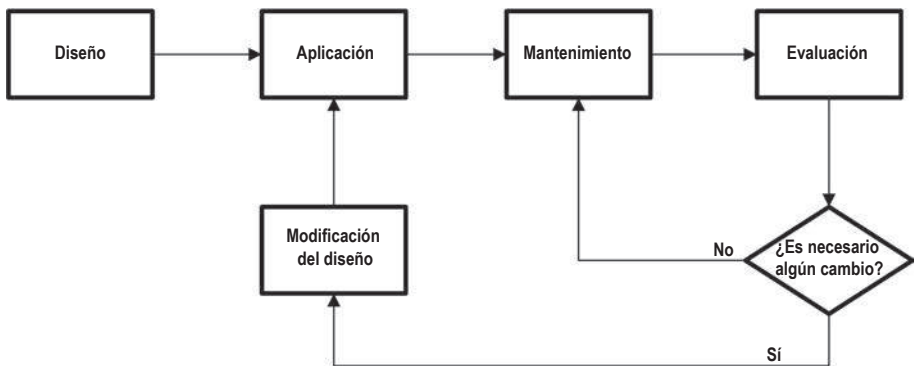 Diseño
Aplicación
Mantenimiento
Evaluación
Modificación
del diseño
No
¿Es necesario
algún cambio?
Sí